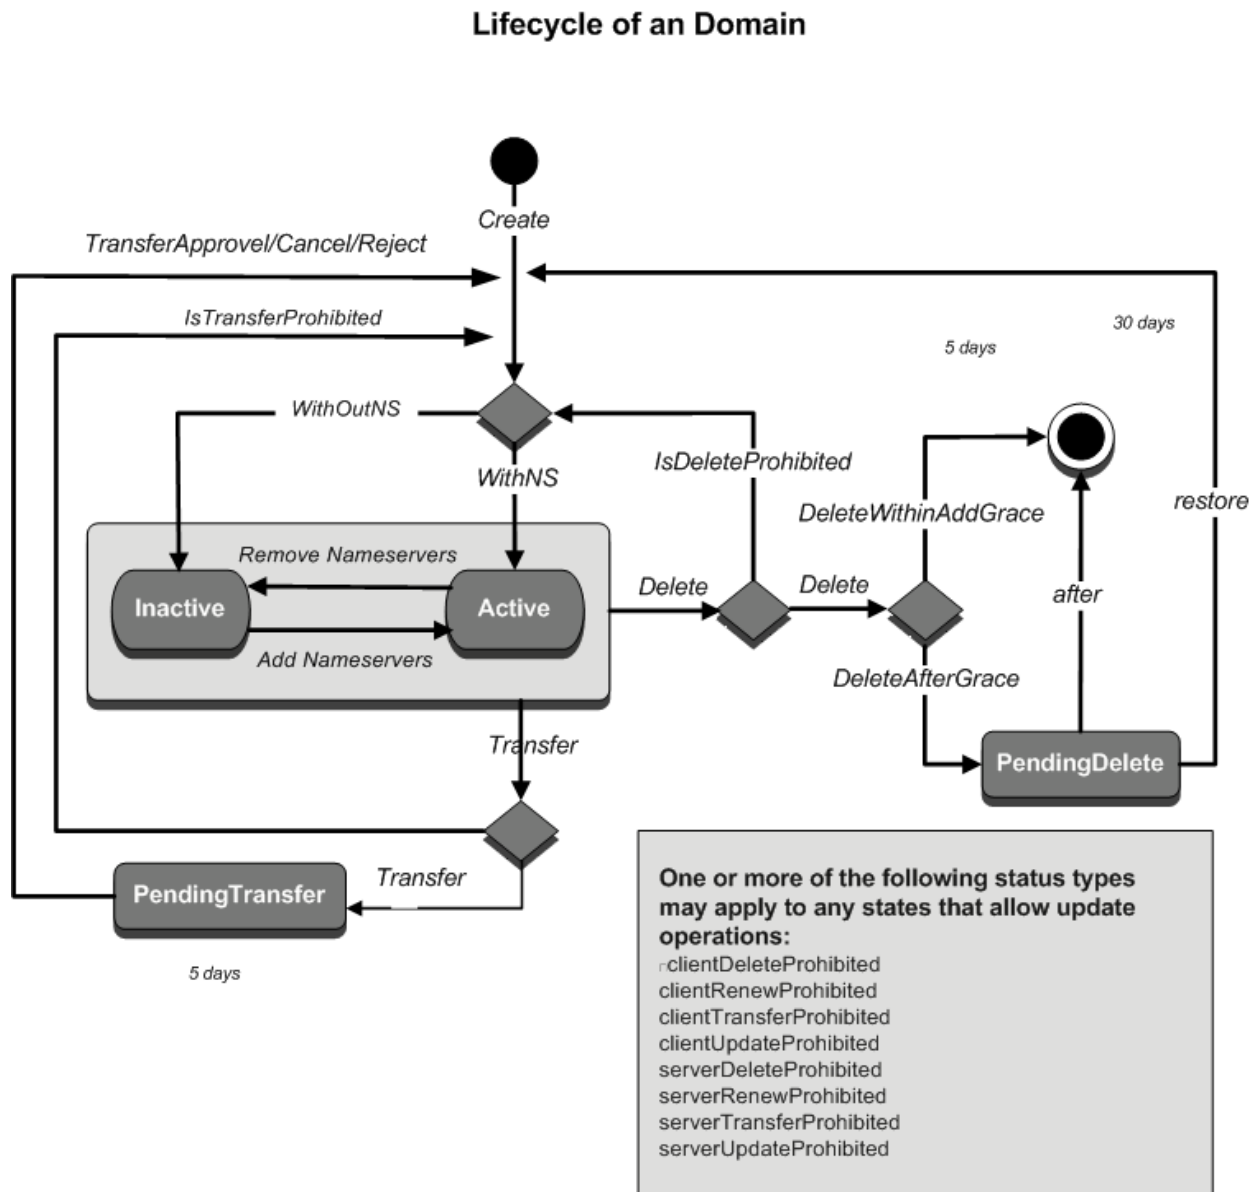 Lifecycle of an Domain
Create
TransferApprovel/Cancel/Reject
IsTransferProhibited
30 days
5 days
WithOutNS
WithNS
IsDeleteProhibited
restore
DeleteWithinAddGrace
Remove Nameservers
Delete
Delete
after
Inactive
Active
Add Nameservers
DeleteAfterGrace
Transfer
PendingDelete
Transfer
PendingTransfer
5 days
One or more of the following status types
may apply to any states that allow update
operations:
clientDeleteProhibited
clientRenewProhibited
clientTransferProhibited
clientUpdateProhibited
serverDeleteProhibited
serverRenewProhibited
serverTransferProhibited
serverUpdateProhibited